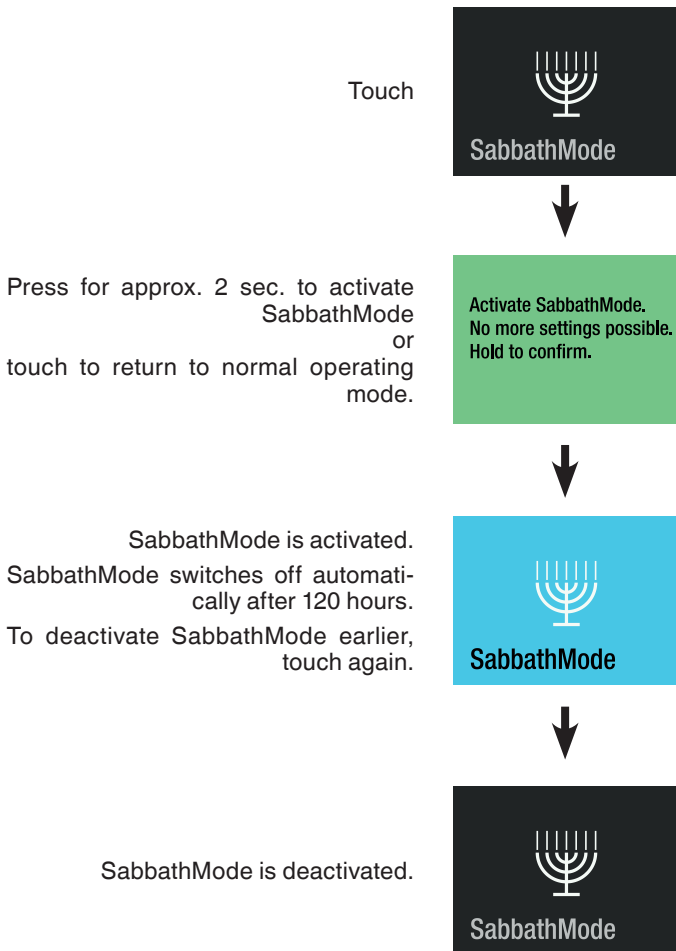 Touch
SabbathMode
Press for approx. 2 sec. to activate
SabbathMode
or
touch to return to normal operating
mode.
Activate SabbathMode.
No more settings possible.
Hold to confirm.
SabbathMode is activated.
SabbathMode switches off automati-
cally after 120 hours.
To deactivate SabbathMode earlier,
touch again.
SabbathMode
SabbathMode is deactivated.
SabbathMode